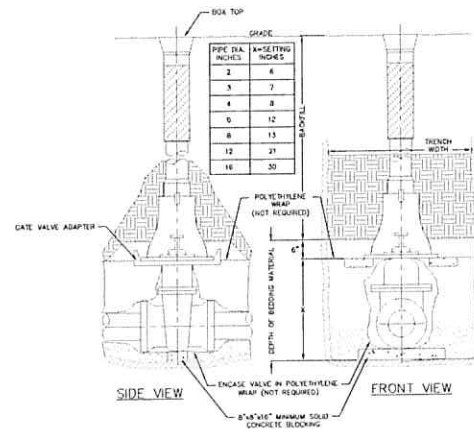 BOX TOP
GRADE
PIPE DIA. INCHES X=SETTING INCHES
2 6
3 7
4 8
6 12
8 13
12 21
16 30
BACKFILL
TRENCH
WIDTH
POLYETHYLENE
WRAP
(NOT REQUIRED)
GATE VALVE ADAPTER
6"
X
DEPTH OF BEDDING MATERIAL
ENCASE VALVE IN POLYETHYLENE
WRAP (NOT REQUIRED)
SIDE VIEW
FRONT VIEW
8"x8"x16" MINIMUM SOLID
CONCRETE BLOCKING